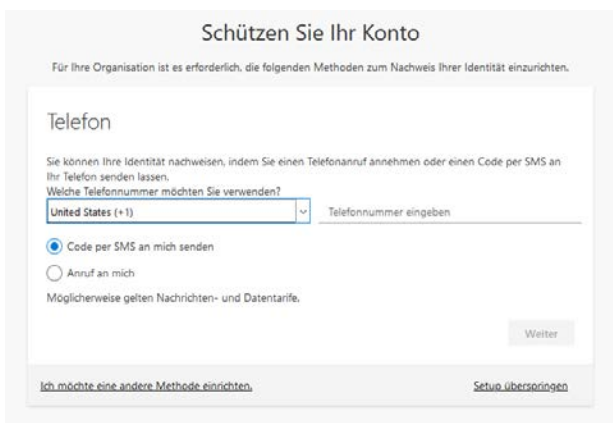 Schützen Sie Ihr Konto
Für Ihre Organisation ist es erforderlich, die folgenden Methoden zum Nachweis Ihrer Identität einzurichten.
Telefon
Sie können Ihre Identität nachweisen, indem Sie einen Telefonanruf annehmen oder einen Code per SMS an
Ihr Telefon senden lassen.
Welche Telefonnummer möchten Sie verwenden?
United States (+1)
Telefonnummer eingeben
Code per SMS an mich senden
Anruf an mich
Möglicherweise gelten Nachrichten- und Datentarife.
Weiter
Ich möchte eine andere Methode einrichten.
Setup überspringen